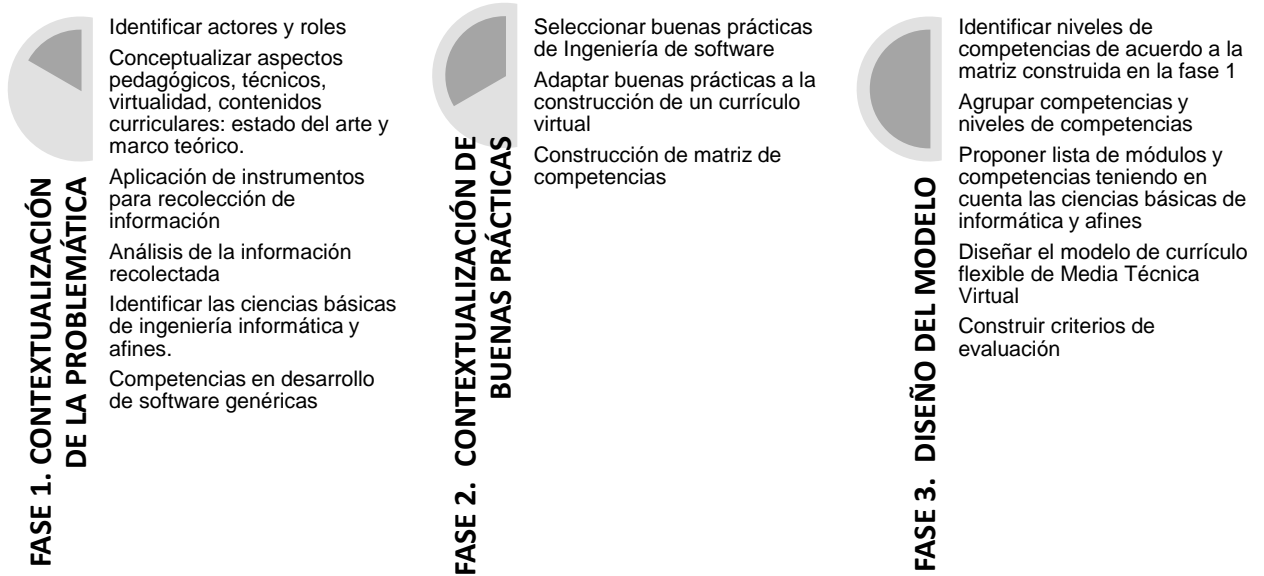 FASE 1. CONTEXTUALIZACIÓN
DE LA PROBLEMÁTICA
Identificar actores y roles
Conceptualizar aspectos
pedagógicos, técnicos,
virtualidad, contenidos
curriculares: estado del arte y
marco teórico.
Aplicación de instrumentos
para recolección de
información
Análisis de la información
recolectada
Identificar las ciencias básicas
de ingeniería informática y
afines.
Competencias en desarrollo
de software genéricas
FASE 2. CONTEXTUALIZACIÓN DE
BUENAS PRÁCTICAS
Seleccionar buenas prácticas
de Ingeniería de software
Adaptar buenas prácticas a la
construcción de un currículo
virtual
Construcción de matriz de
competencias
FASE 3. DISEÑO DEL MODELO
Identificar niveles de
competencias de acuerdo a la
matriz construida en la fase 1
Agrupar competencias y
niveles de competencias
Proponer lista de módulos y
competencias teniendo en
cuenta las ciencias básicas de
informática y afines
Diseñar el modelo de currículo
flexible de Media Técnica
Virtual
Construir criterios de
evaluación